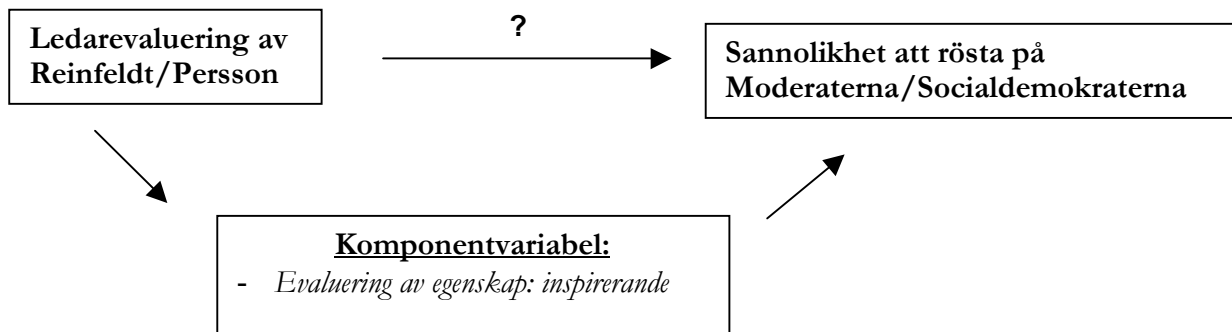 Ledarevaluering av
Reinfeldt/Persson
?
Sannolikhet att rösta på
Moderaterna/Socialdemokraterna
Komponentvariabel:
- Evaluering av egenskap: inspirerande